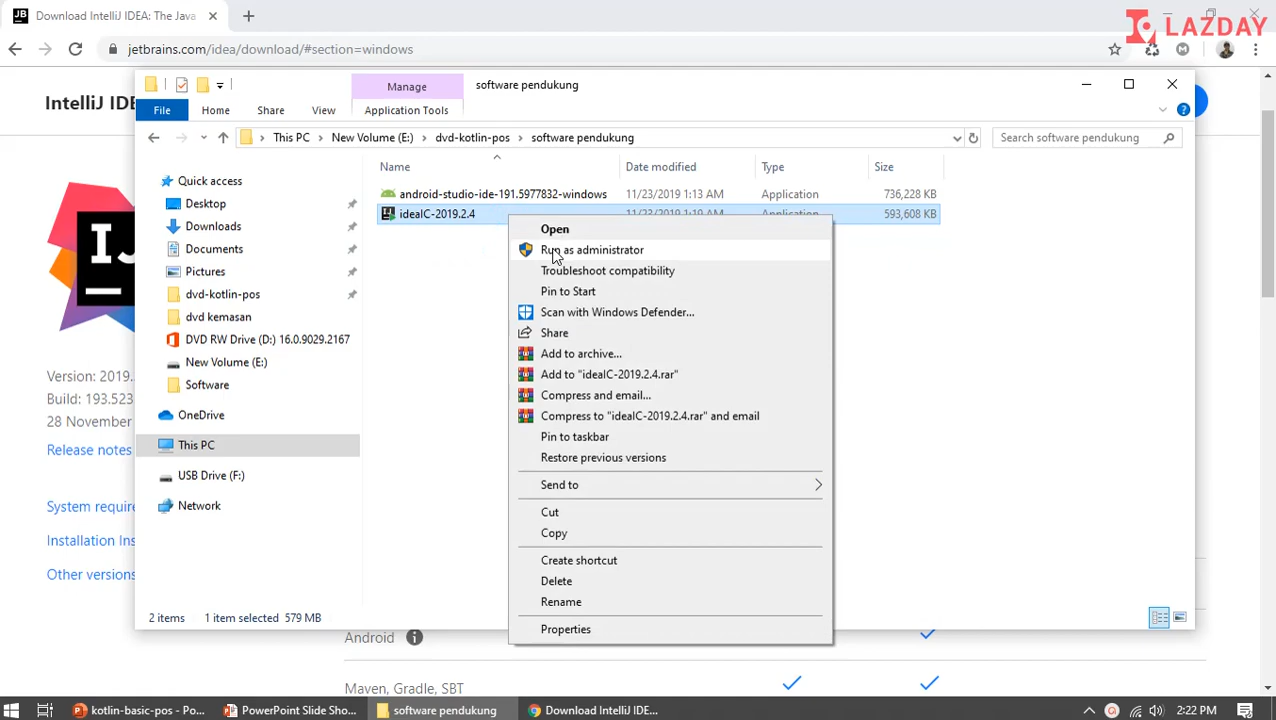 Download IntelliJ IDEA: The Java
LAZDAY
jetbrains.com/idea/download/#section=windows
IntelliJ IDE
Manage
software pendukung
File
Home
Share
View
Application Tools
This PC > New Volume (E:) > dvd-kotlin-pos > software pendukung
Search software pendukung
Name
Date modified
Type
Size
android-studio-ide-191.5977832-windows
11/23/2019 1:13 AM
Application
736,228 KB
ideaIC-2019.2.4
11/23/2019 1:19 AM
Application
593,608 KB
Quick access
Desktop
Downloads
Documents
Pictures
dvd-kotlin-pos
dvd kemasan
DVD RW Drive (D:) 16.0.9029.2167
New Volume (E:)
Software
OneDrive
This PC
USB Drive (F:)
Network
Open
Run as administrator
Troubleshoot compatibility
Pin to Start
Scan with Windows Defender...
Share
Add to archive...
Add to "ideaIC-2019.2.4.rar"
Compress and email...
Compress to "ideaIC-2019.2.4.rar" and email
Pin to taskbar
Restore previous versions
Send to
Cut
Copy
Create shortcut
Delete
Rename
Properties
Version: 2019.
Build: 193.523
28 November
Release notes
System require
Installation Ins
Other versions
2 items
1 item selected 579 MB
Android
Maven, Gradle, SBT
kotlin-basic-pos - Po...
PowerPoint Slide Sho...
software pendukung
Download IntelliJ IDE...
2:22 PM